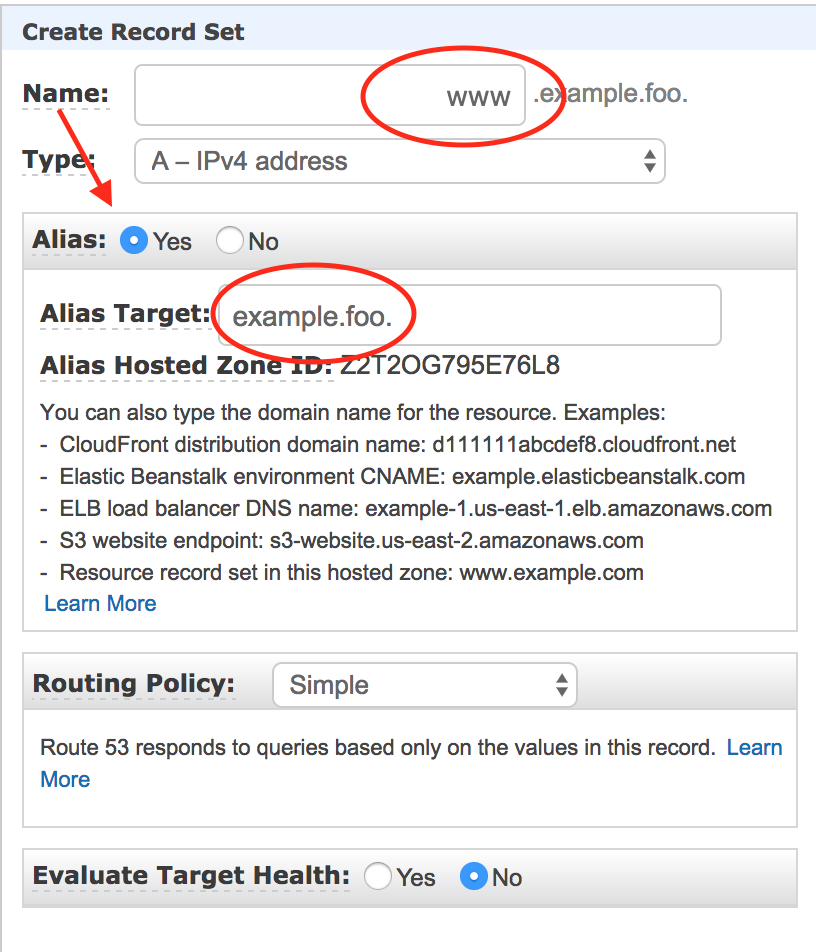 Create Record Set
Name: www .example.foo.
Type: A – IPv4 address
Alias: Yes No
Alias Target: example.foo.
Alias Hosted Zone ID: Z2T2OG795E76L8
You can also type the domain name for the resource. Examples:
- CloudFront distribution domain name: d111111abcdef8.cloudfront.net
- Elastic Beanstalk environment CNAME: example.elasticbeanstalk.com
- ELB load balancer DNS name: example-1.us-east-1.elb.amazonaws.com
- S3 website endpoint: s3-website.us-east-2.amazonaws.com
- Resource record set in this hosted zone: www.example.com
Learn More
Routing Policy: Simple
Route 53 responds to queries based only on the values in this record. Learn
More
Evaluate Target Health: Yes No